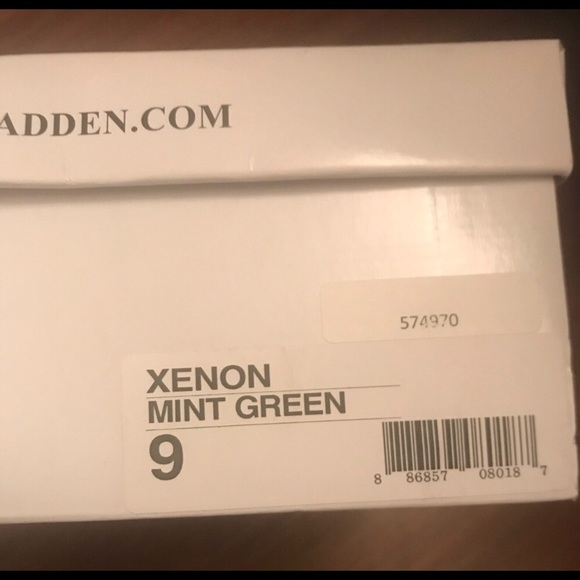 ADDEN.COM
574970
XENON
MINT GREEN
9
8 86857 08018 7